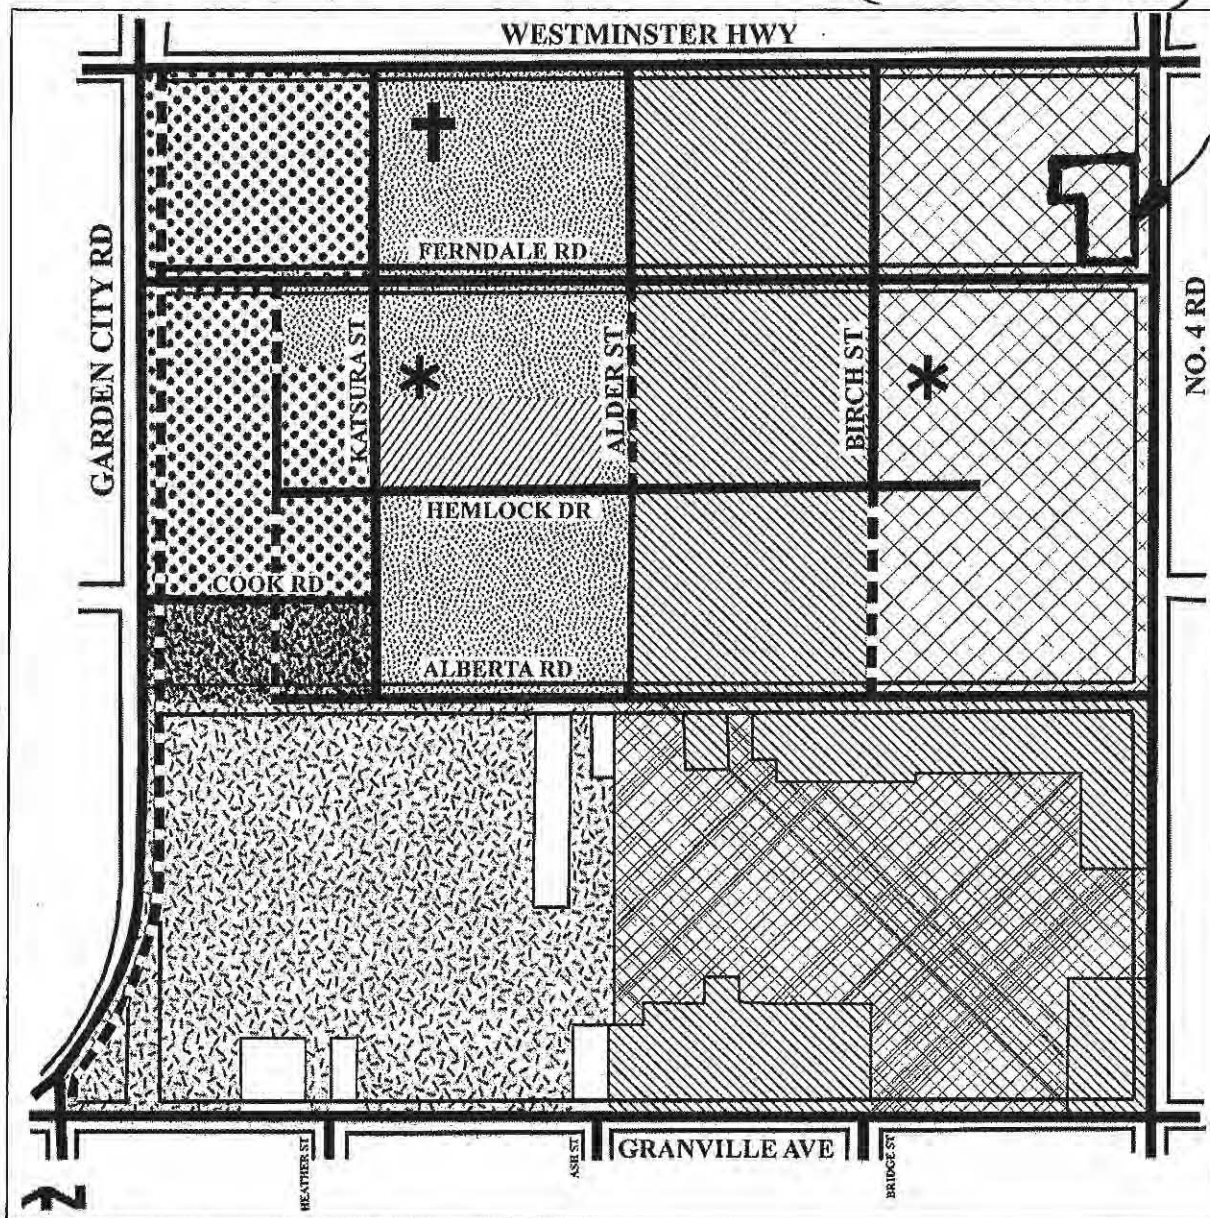 WESTMINSTER HWY
GARDEN CITY RD
FERNDALE RD
NO. 4 RD
KATSURA ST
ALDER ST
BIRCH ST
HEMLOCK DR
COOK RD
ALBERTA RD
GRANVILLE AVE
HEATHER ST
ASH ST
BRIDGE ST
N